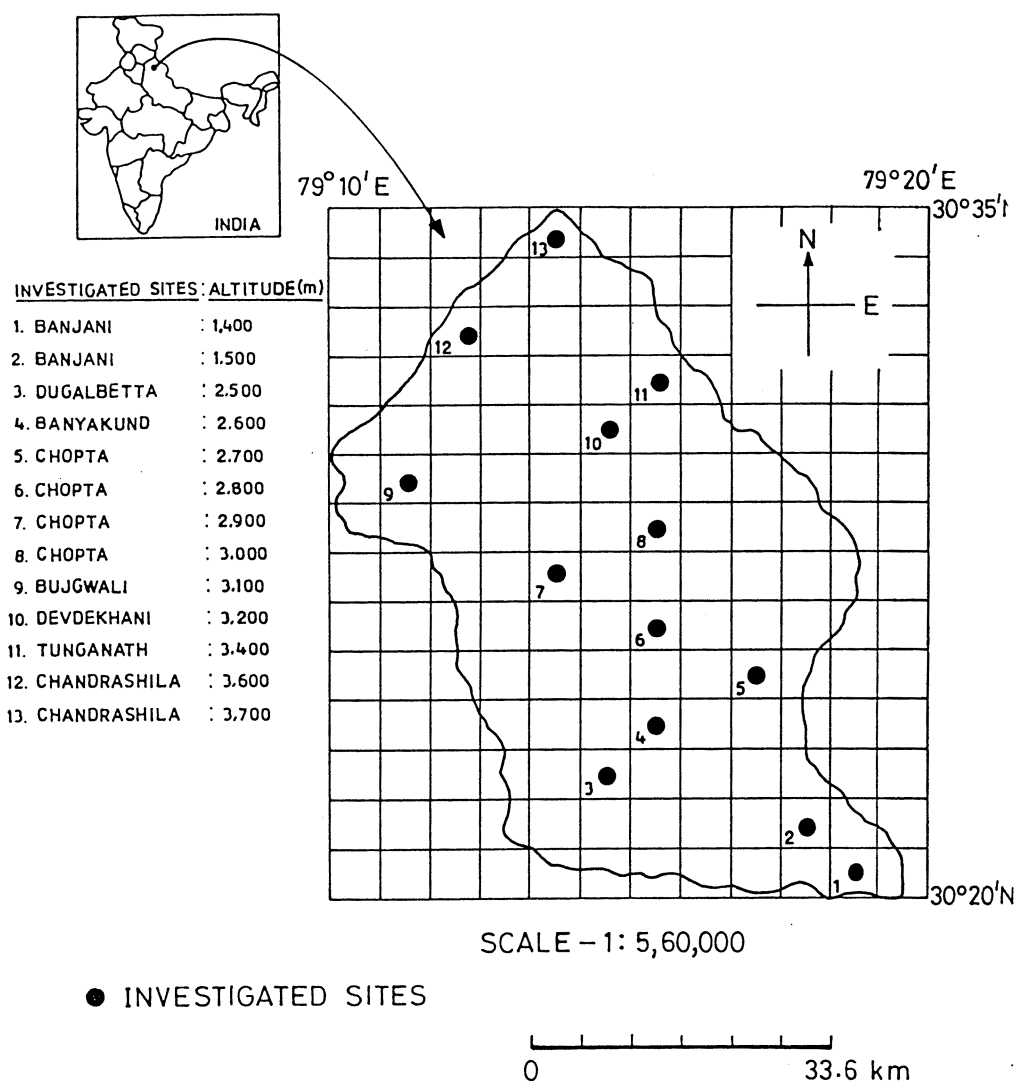 INDIA
79°10'E
79°20'E
30°35'N
N
E
INVESTIGATED SITES : ALTITUDE (m)
1. BANJANI : 1,400
2. BANJANI : 1.500
3. DUGALBETTA : 2.500
4. BANYAKUND : 2.600
5. CHOPTA : 2.700
6. CHOPTA : 2.800
7. CHOPTA : 2.900
8. CHOPTA : 3.000
9. BUJGWALI : 3.100
10. DEVDEKHANI : 3.200
11. TUNGANATH : 3.400
12. CHANDRASHILA : 3.600
13. CHANDRASHILA : 3.700
13
12
11
10
9
8
7
6
5
4
3
2
1
30°20'N
SCALE – 1: 5,60,000
INVESTIGATED SITES
0 33.6 km